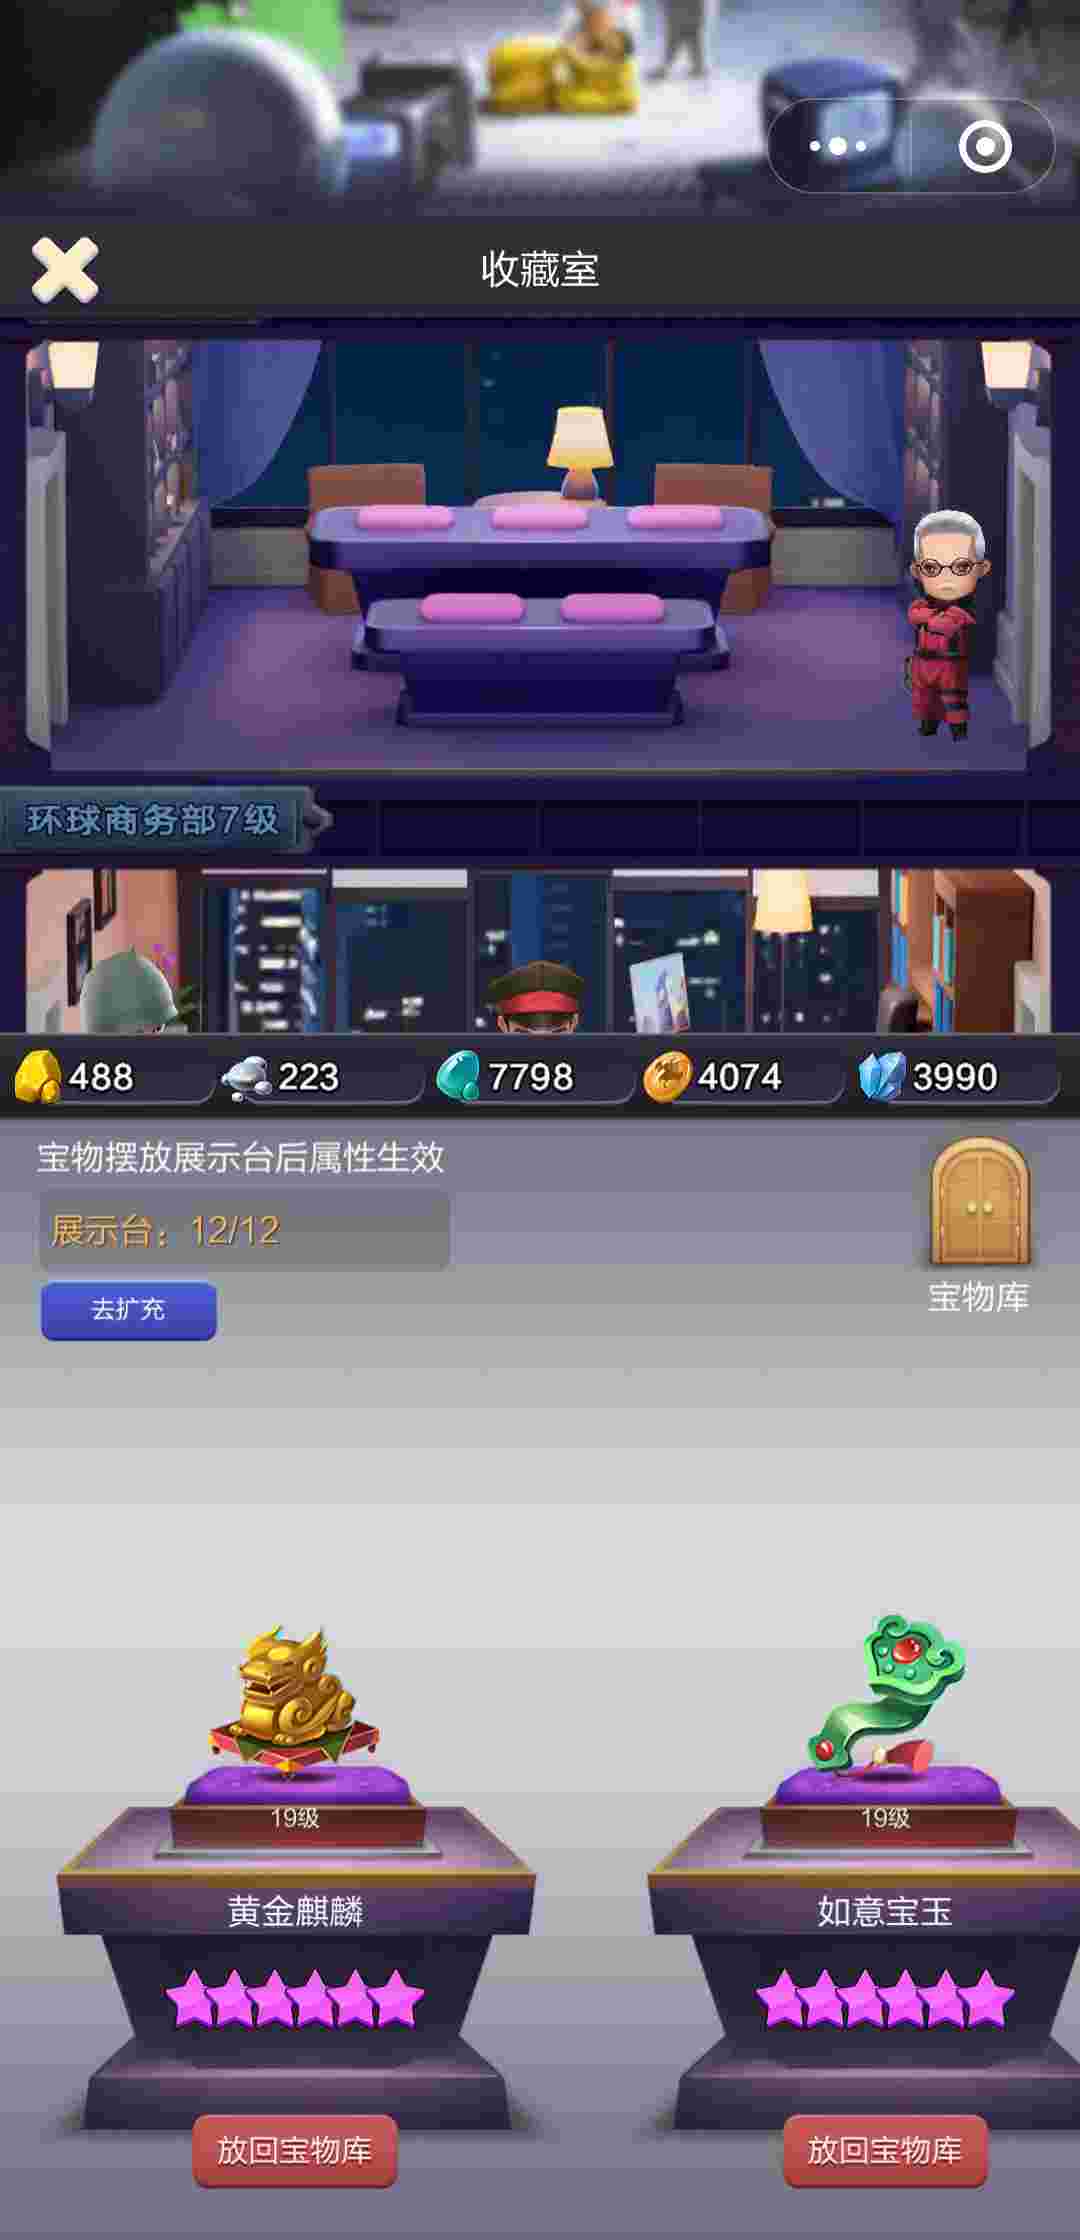 收藏室
环球商务部7级
488 223 7798 4074 3990
宝物摆放展示台后属性生效
展示台：12/12
去扩充
宝物库
19级 19级
黄金麒麟 如意宝玉
放回宝物库 放回宝物库